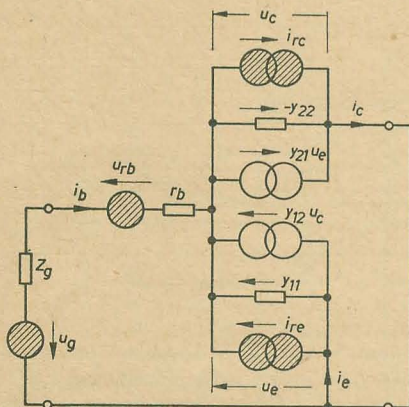 u_c
i_rc
-y_22
i_c
y_21 u_e
u_rb
i_b
r_b
y_12 u_c
Z_g
y_11
u_g
i_re
i_e
u_e